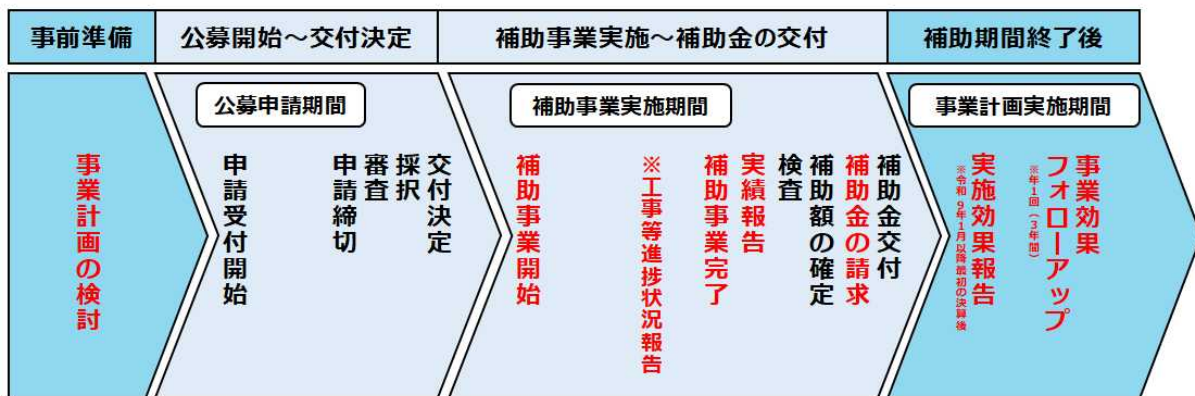 事前準備
公募開始～交付決定
補助事業実施～補助金の交付
補助期間終了後
公募申請期間
補助事業実施期間
事業計画実施期間
事業計画の検討
申請受付開始
申請締切
審査
採択
交付決定
補助事業開始
※工事等進捗状況報告
補助事業完了
実績報告
検査
補助額の確定
補助金の請求
補助金交付
実施効果報告
※令和9年1月以降最初の決算後
事業効果
フォローアップ
※年1回（3年間）